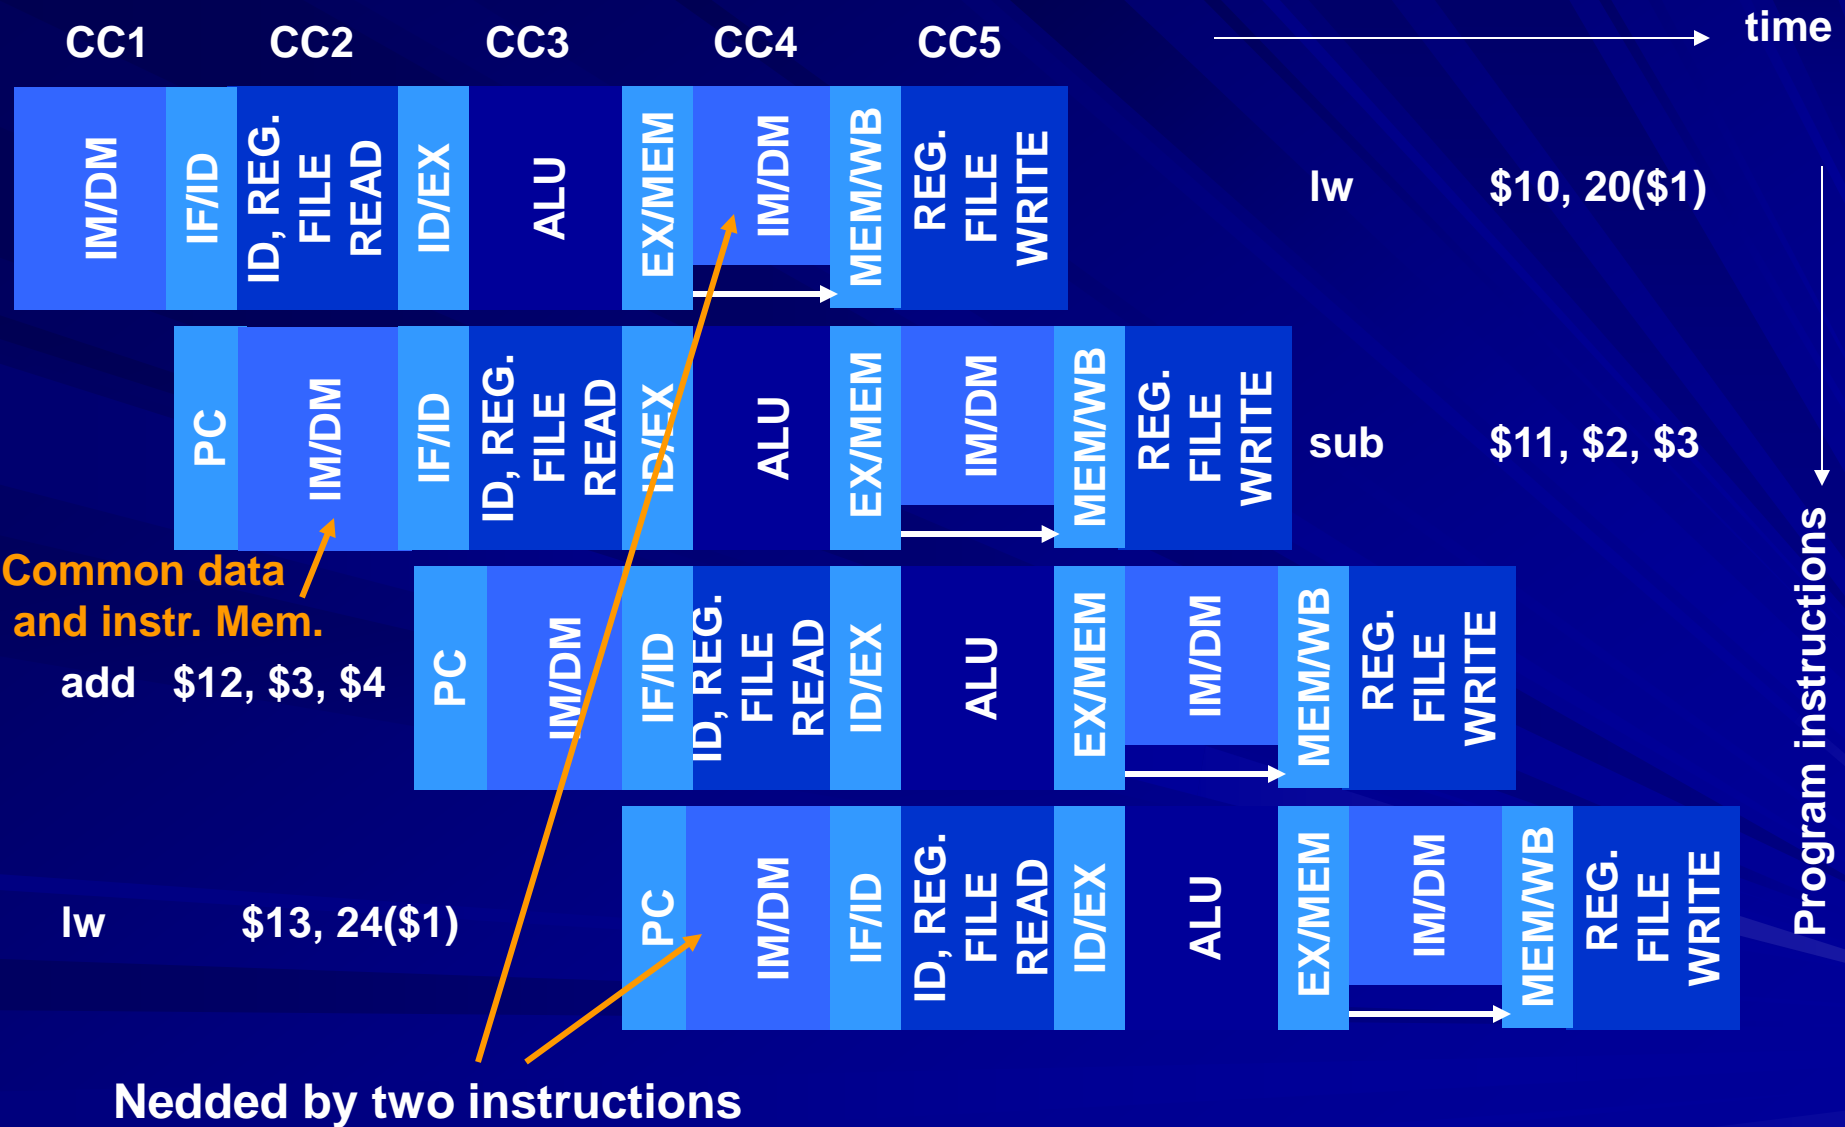 CC1 CC2 CC3 CC4 CC5 time
IM/DM
IF/ID
ID, REG.
FILE
READ
ID/EX
ALU
EX/MEM
IM/DM
MEM/WB
REG.
FILE
WRITE
lw $10, 20($1)
PC
IM/DM
IF/ID
ID, REG.
FILE
READ
ID/EX
ALU
EX/MEM
IM/DM
MEM/WB
REG.
FILE
WRITE
sub $11, $2, $3
Common data
and instr. Mem.
add $12, $3, $4
PC
IM/DM
IF/ID
ID, REG.
FILE
READ
ID/EX
ALU
EX/MEM
IM/DM
MEM/WB
REG.
FILE
WRITE
lw $13, 24($1)
PC
IM/DM
IF/ID
ID, REG.
FILE
READ
ID/EX
ALU
EX/MEM
IM/DM
MEM/WB
REG.
FILE
WRITE
Program instructions
Nedded by two instructions